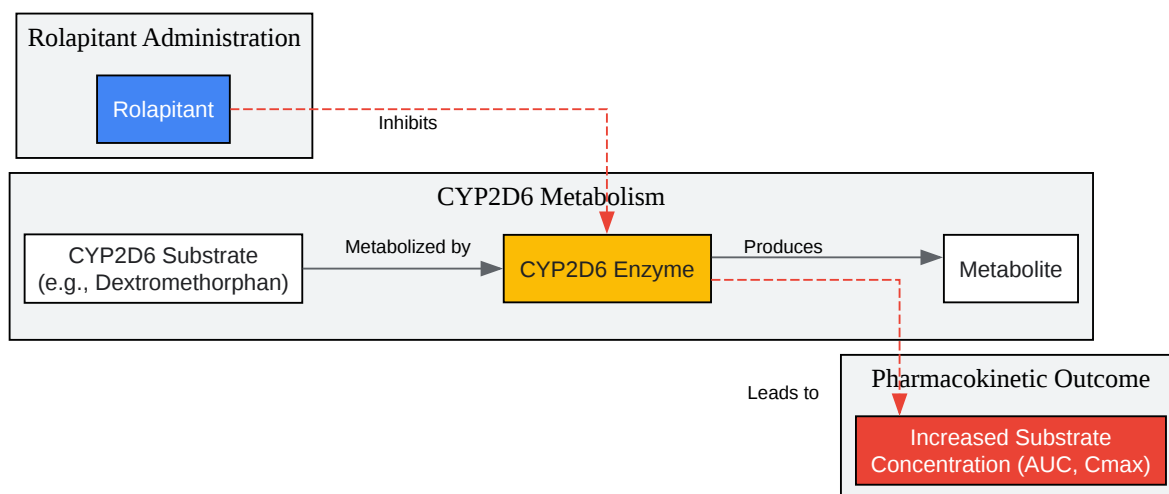 Rolapitant Administration
Rolapitant
Inhibits
CYP2D6 Metabolism
CYP2D6 Substrate
(e.g., Dextromethorphan)
Metabolized by
CYP2D6 Enzyme
Produces
Metabolite
Leads to
Pharmacokinetic Outcome
Increased Substrate
Concentration (AUC, Cmax)